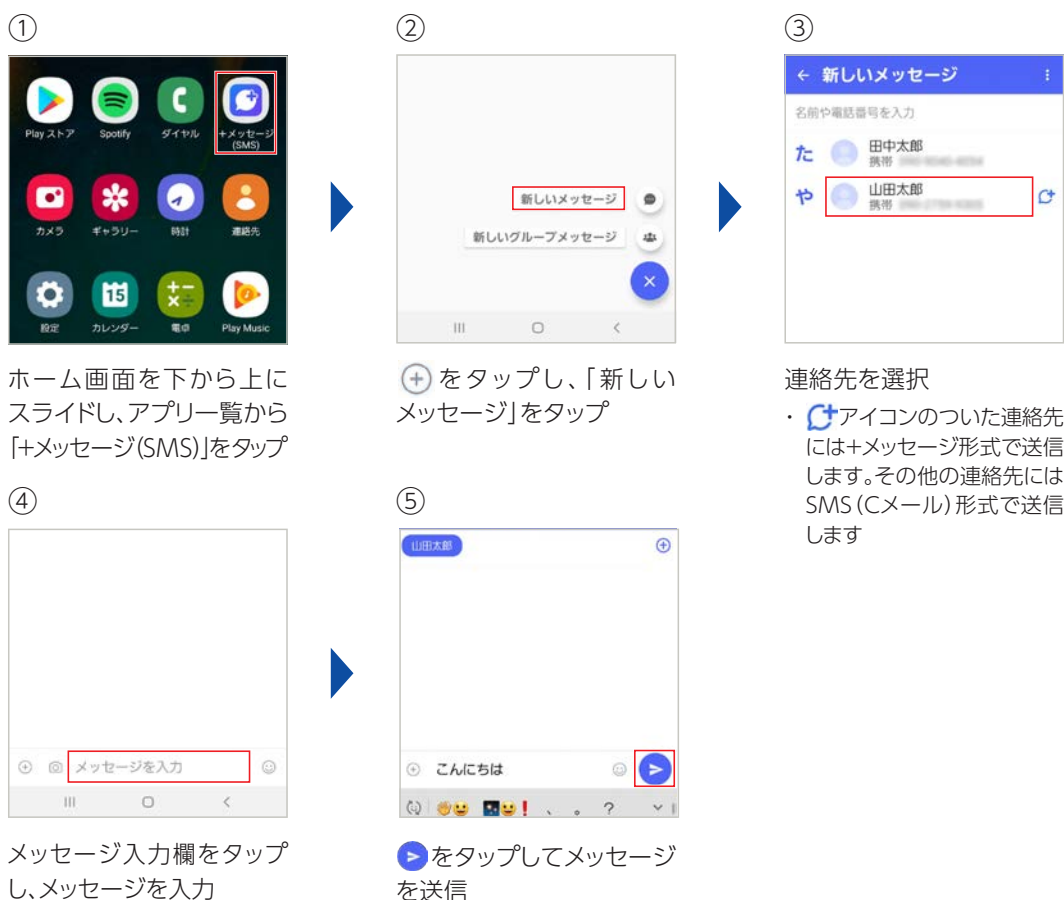 ①
Play ストア
Spotify
ダイヤル
+メッセージ
(SMS)
カメラ
ギャラリー
時計
連絡先
15
設定
カレンダー
電卓
Play Music
ホーム画面を下から上に
スライドし、アプリ一覧から
「+メッセージ(SMS)」をタップ
②
新しいメッセージ
新しいグループメッセージ
をタップし、「新しい
メッセージ」をタップ
③
新しいメッセージ
名前や電話番号を入力
た
田中太郎
携帯
や
山田太郎
携帯
連絡先を選択
・ アイコンのついた連絡先
には+メッセージ形式で送信
します。その他の連絡先には
SMS(Cメール)形式で送信
します
④
メッセージを入力
メッセージ入力欄をタップ
し、メッセージを入力
⑤
山田太郎
こんにちは
、 。 ?
をタップしてメッセージ
を送信